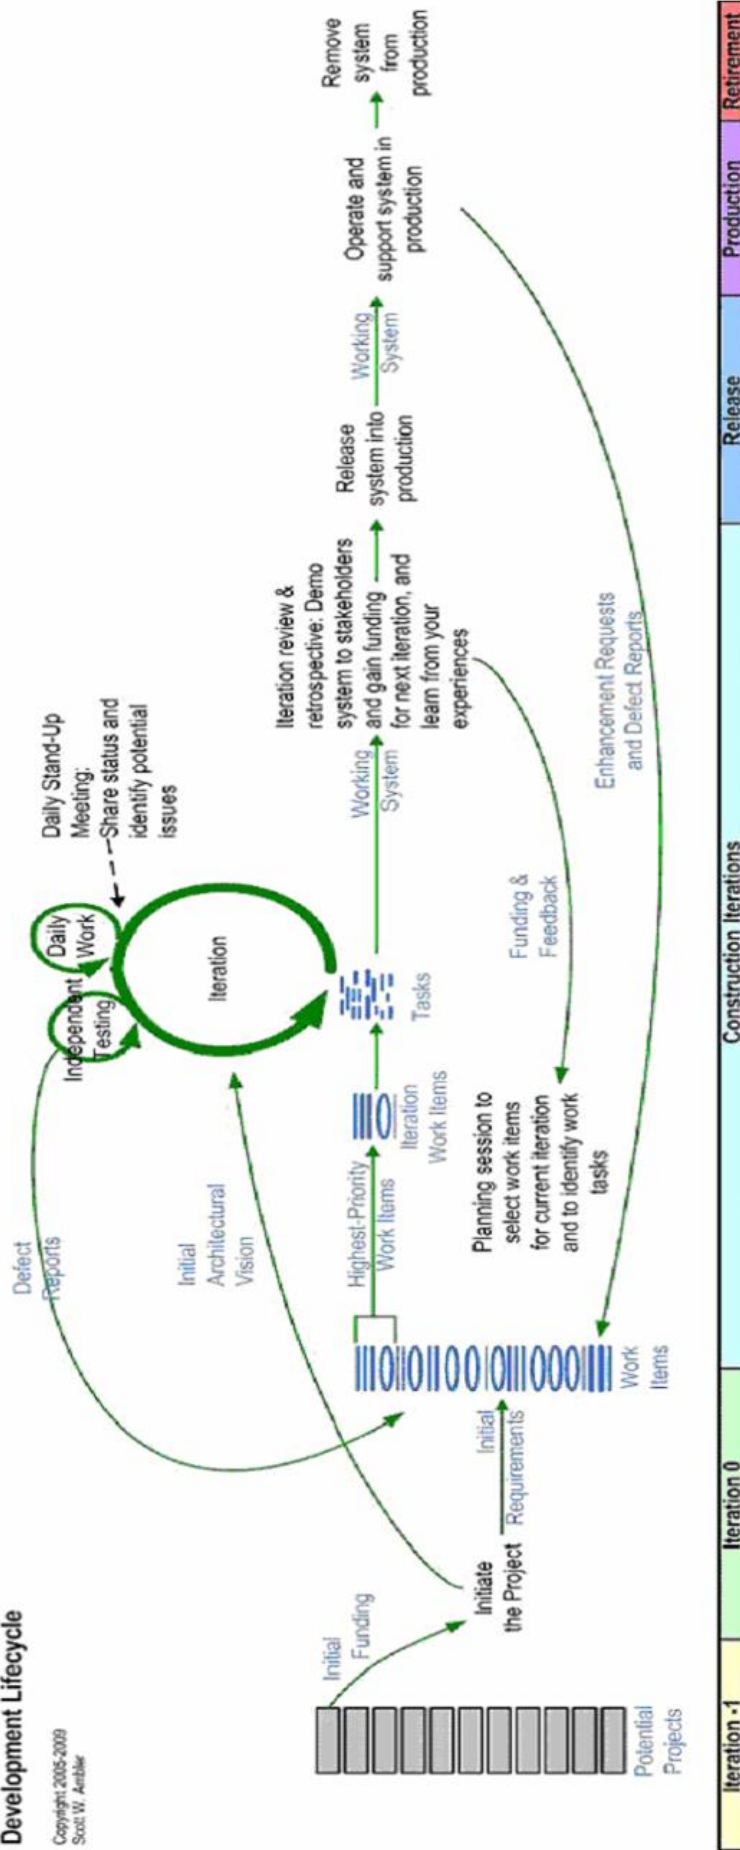 Development Lifecycle
Copyright 2005-2009
Scott W. Ambler
Potential
Projects
Initial
Funding
Initiate
the Project
Initial
Requirements
Initial
Architectural
Vision
Defect
Reports
Work
Items
Highest-Priority
Work Items
Iteration
Work Items
Tasks
Planning session to
select work items
for current iteration
and to identify work
tasks
Iteration
Independent
Testing
Daily
Work
Daily Stand-Up
Meeting:
Share status and
identify potential
issues
Working
System
Funding &
Feedback
Iteration review &
retrospective: Demo
system to stakeholders
and gain funding
for next iteration, and
learn from your
experiences
Enhancement Requests
and Defect Reports
Release
system into
production
Working
System
Operate and
support system in
production
Remove
system
from
production
Iteration -1
Iteration 0
Construction Iterations
Release
Production
Retirement